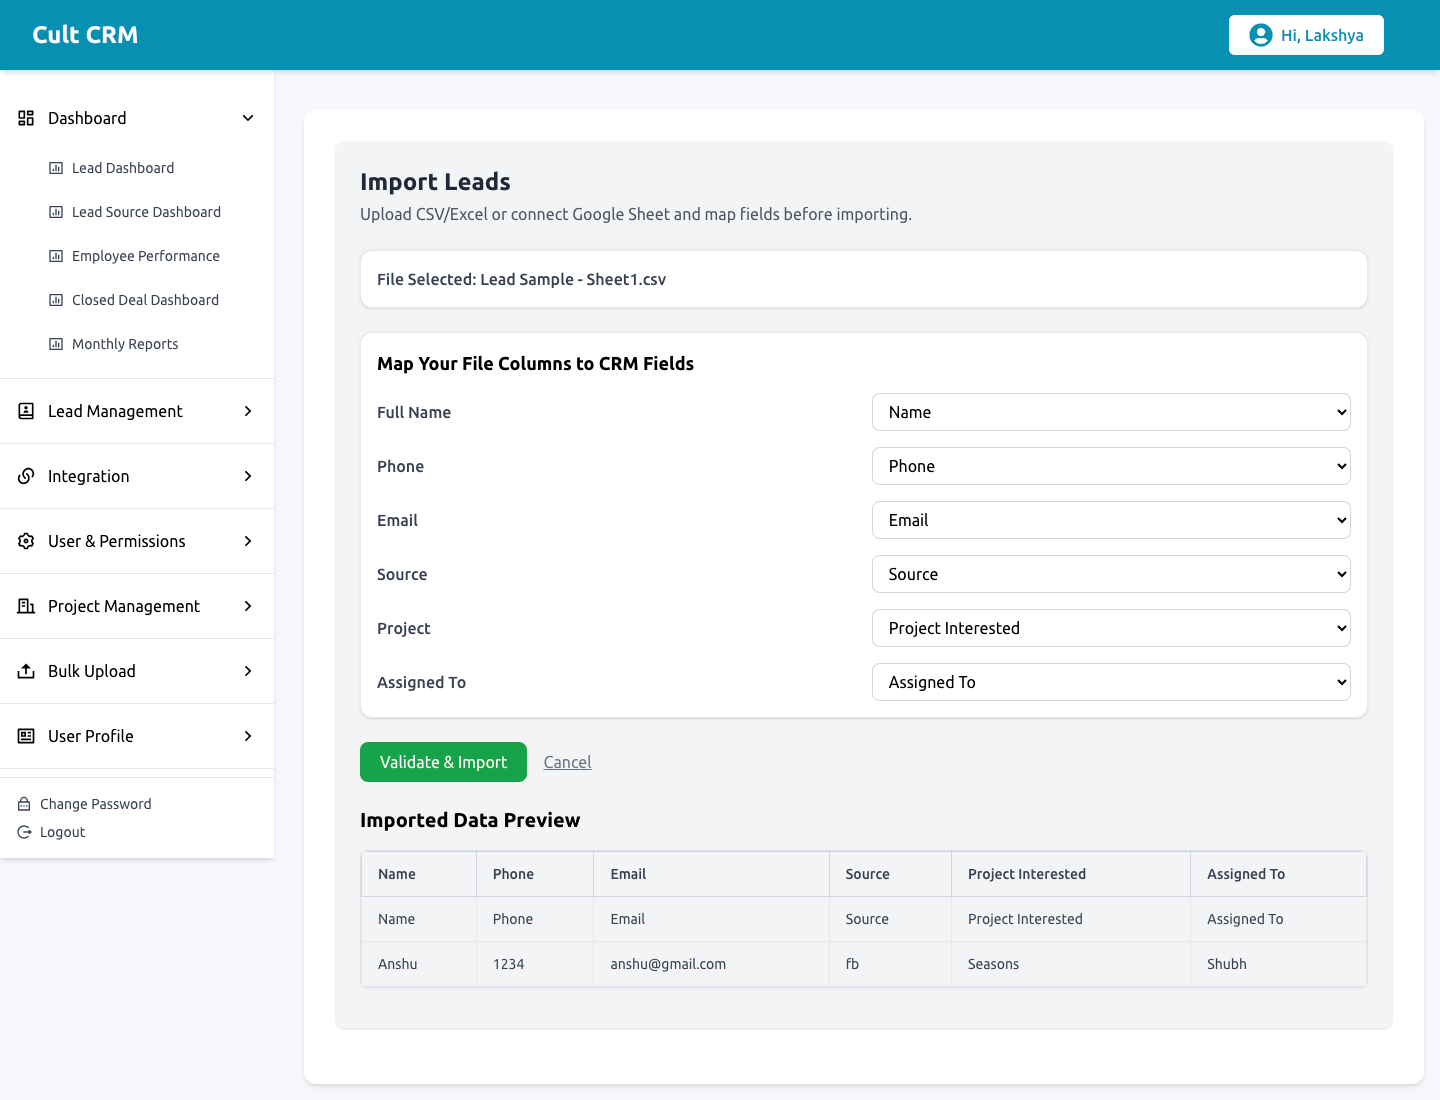 Cult CRM
Hi, Lakshya
Dashboard
Lead Dashboard
Lead Source Dashboard
Employee Performance
Closed Deal Dashboard
Monthly Reports
Lead Management
Integration
User & Permissions
Project Management
Bulk Upload
User Profile
Change Password
Logout
Import Leads
Upload CSV/Excel or connect Google Sheet and map fields before importing.
File Selected: Lead Sample - Sheet1.csv
Map Your File Columns to CRM Fields
Full Name Name
Phone Phone
Email Email
Source Source
Project Project Interested
Assigned To Assigned To
Validate & Import Cancel
Imported Data Preview
Name Phone Email Source Project Interested Assigned To
Name Phone Email Source Project Interested Assigned To
Anshu 1234 anshu@gmail.com fb Seasons Shubh